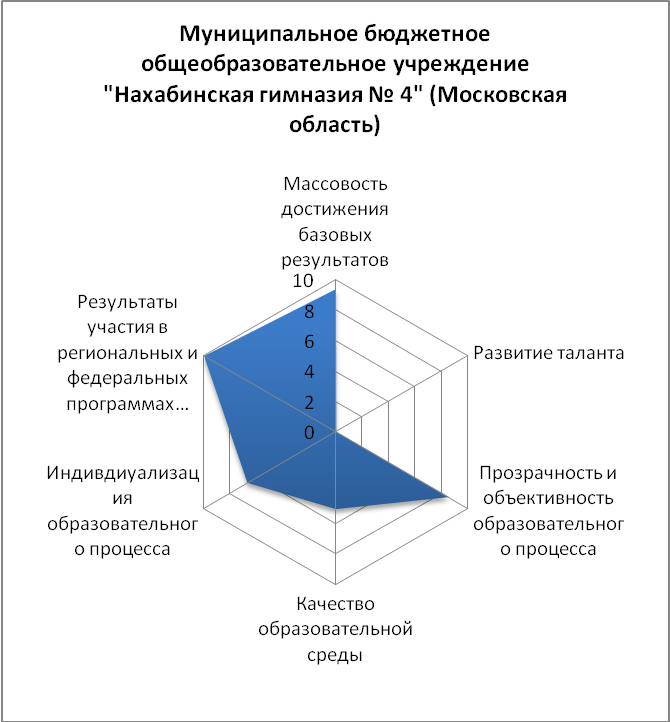 Муниципальное бюджетное
общеобразовательное учреждение
"Нахабинская гимназия № 4" (Московская
область)
Массовость
достижения
базовых
результатов
10
8
6
4
2
0
Развитие таланта
Прозрачность и
объективность
образовательног
о процесса
Качество
образовательной
среды
Индивдиуализац
ия
образовательног
о процесса
Результаты
участия в
региональных и
федеральных
программах...